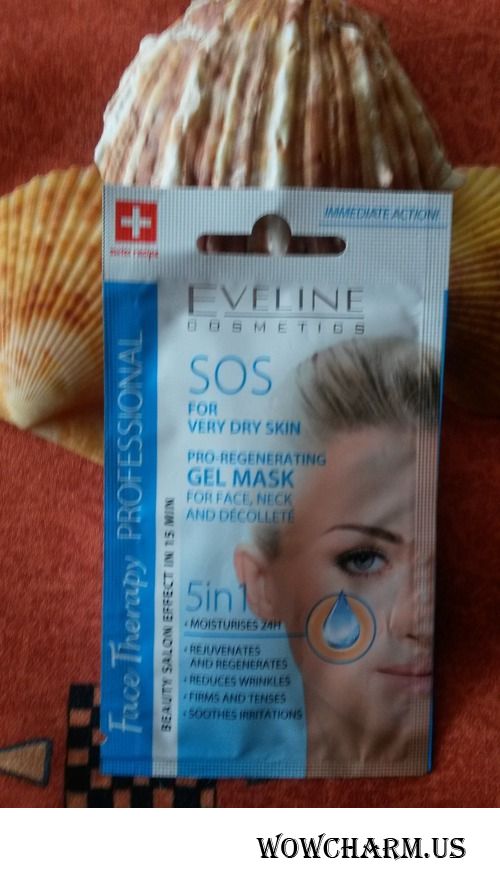 IMMEDIATE ACTION!
swiss recipe
EVELINE
COSMETICS
SOS
FOR
VERY DRY SKIN
PRO-REGENERATING
GEL MASK
FOR FACE, NECK
AND DÉCOLLETÉ
5in1
• MOISTURISES 24H
• REJUVENATES
AND REGENERATES
• REDUCES WRINKLES
• FIRMS AND TENSES
• SOOTHES IRRITATIONS
Face Therapy PROFESSIONAL
BEAUTY SALON EFFECT IN 15 MIN
WOWCHARM.US